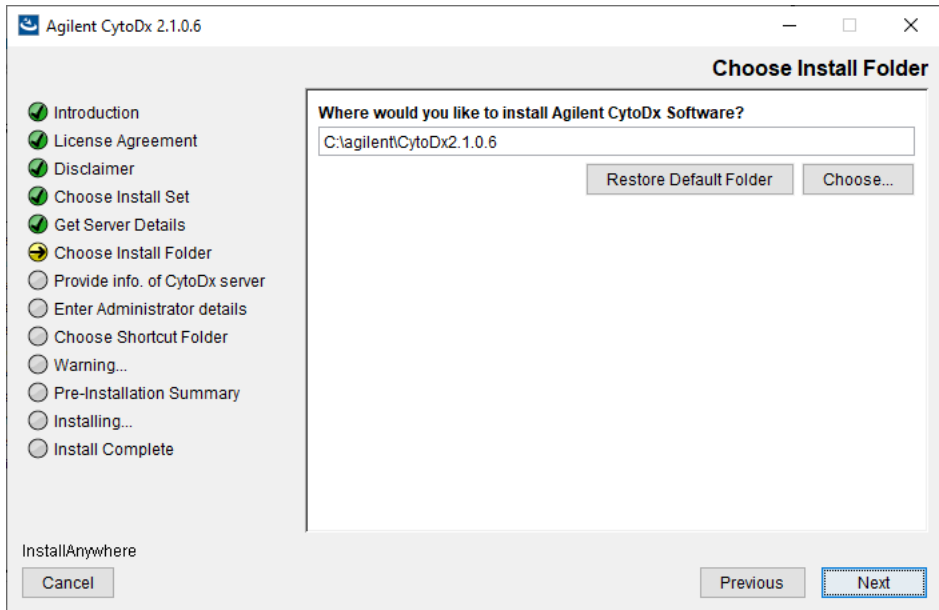 Agilent CytoDx 2.1.0.6
Choose Install Folder
Introduction
License Agreement
Disclaimer
Choose Install Set
Get Server Details
Choose Install Folder
Provide info. of CytoDx server
Enter Administrator details
Choose Shortcut Folder
Warning...
Pre-Installation Summary
Installing...
Install Complete
Where would you like to install Agilent CytoDx Software?
C:\agilent\CytoDx2.1.0.6
Restore Default Folder Choose...
InstallAnywhere
Cancel Previous Next